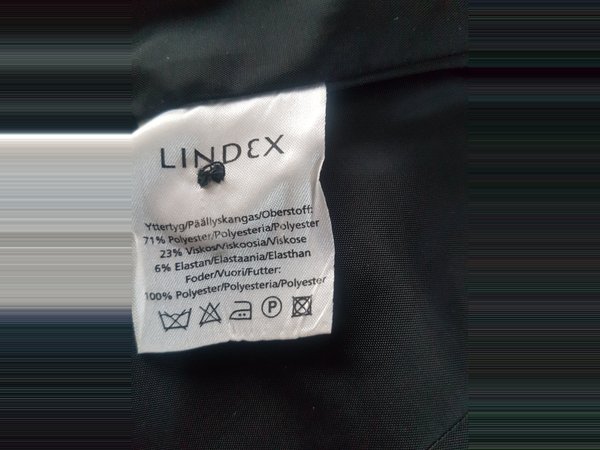 LINDEX
Yttertyg/Päällyskangas/Oberstoff:
71% Polyester/Polyesteria/Polyester
23% Viskos/Viskoosia/Viskose
6% Elastan/Elastaania/Elasthan
Foder/Vuori/Futter:
100% Polyester/Polyesteria/Polyester
P